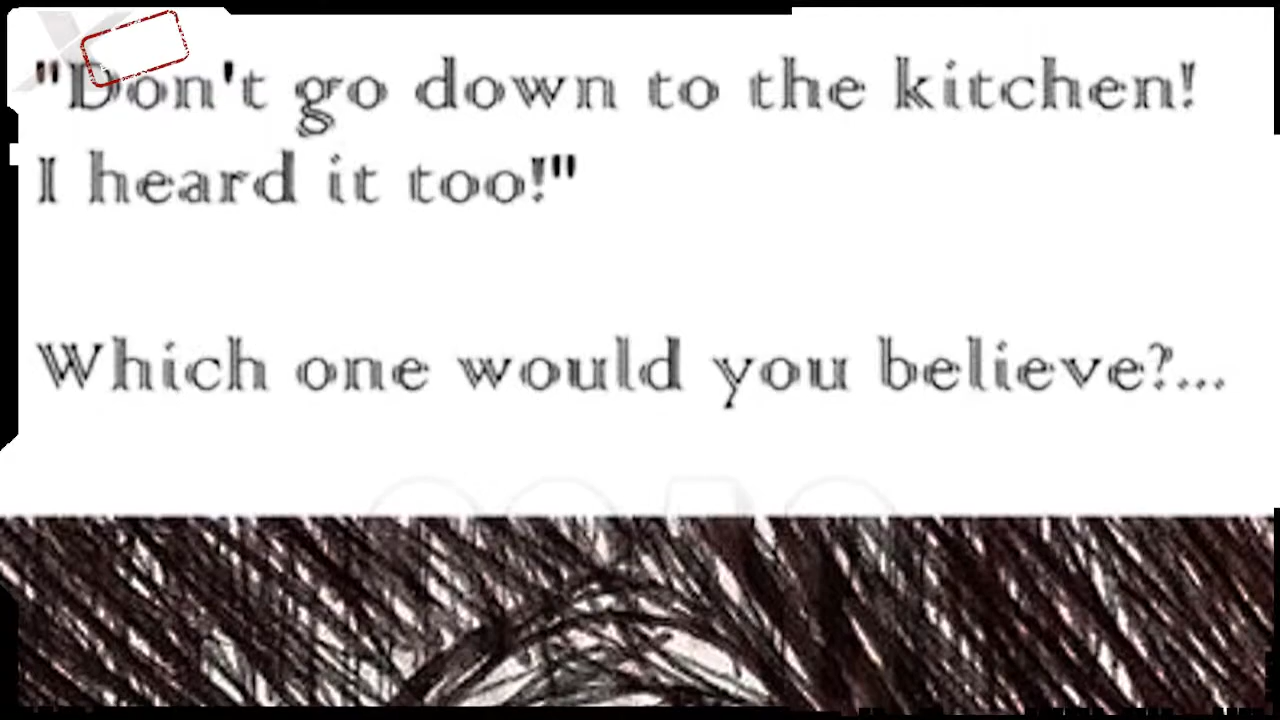 "Don't go down to the kitchen!
I heard it too!"
Which one would you believe?...